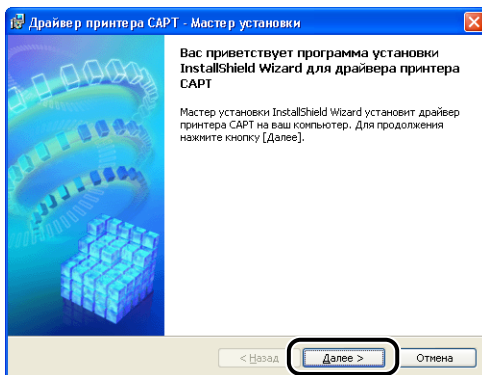 Драйвер принтера CAPT - Мастер установки
Вас приветствует программа установки
InstallShield Wizard для драйвера принтера
CAPT
Мастер установки InstallShield Wizard установит драйвер
принтера CAPT на ваш компьютер. Для продолжения
нажмите кнопку [Далее].
< Назад
Далее >
Отмена